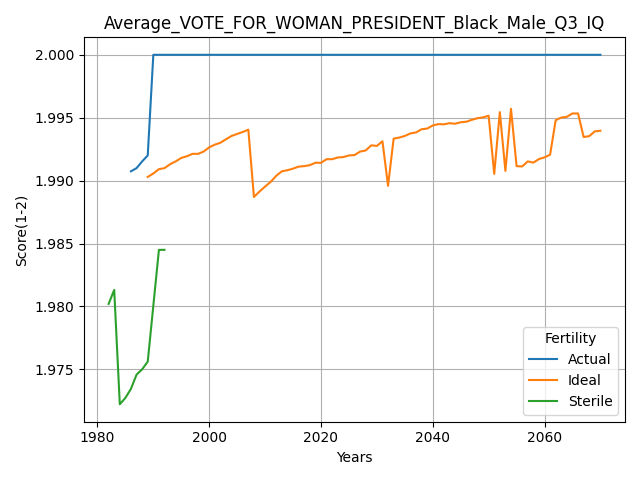 Average_VOTE_FOR_WOMAN_PRESIDENT_Black_Male_Q3_IQ
2.000
1.995
1.990
1.985
1.980
1.975
Score(1-2)
1980
2000
2020
2040
2060
Years
Fertility
Actual
Ideal
Sterile